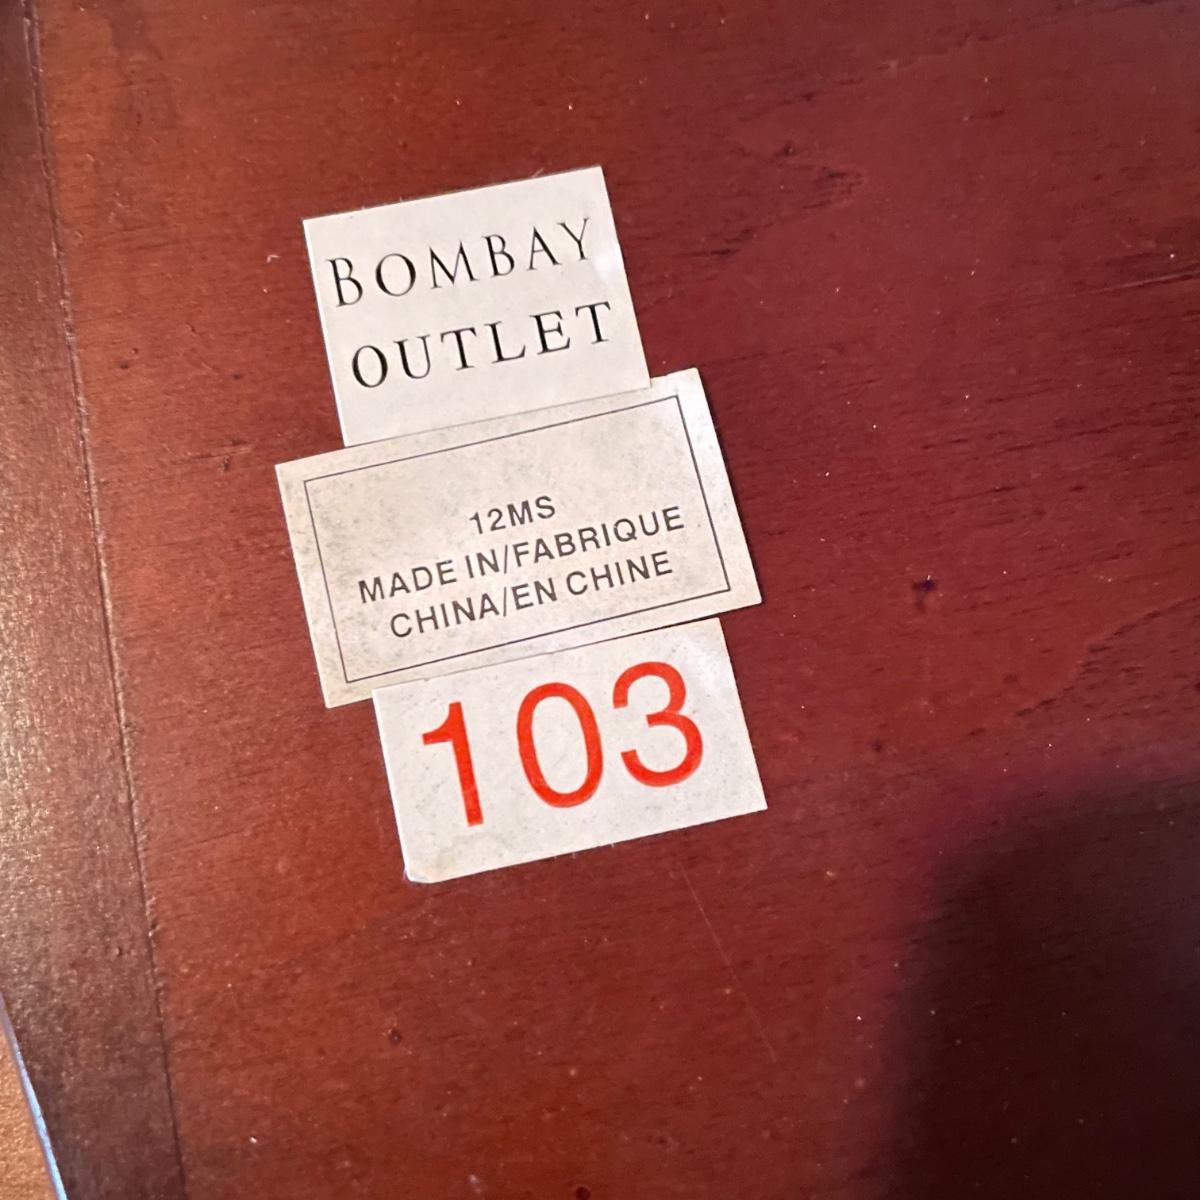 BOMBAY
OUTLET
12MS
MADE IN/FABRIQUE
CHINA/EN CHINE
103